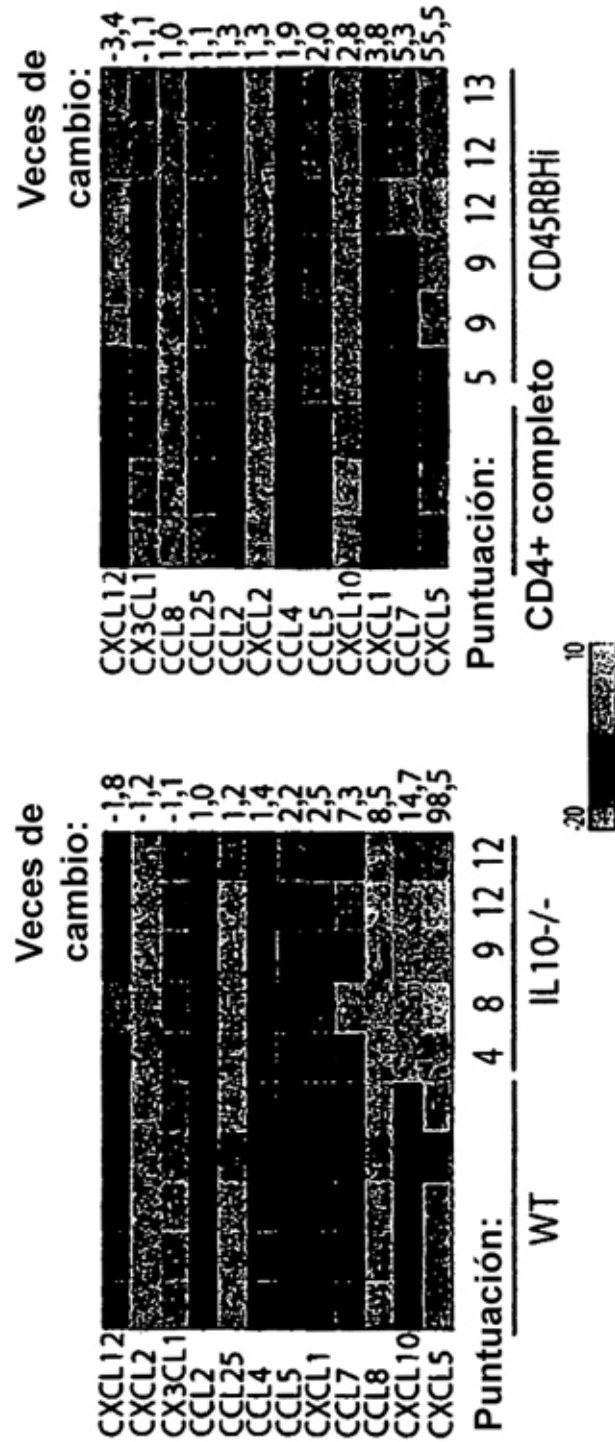 Veces de
cambio:
CXCL12 -1,8
CXCL2 -1,2
CX3CL1 -1,1
CCL2 1,0
CCL25 1,2
CCL4 1,4
CCL5 2,2
CXCL1 2,5
CCL7 7,3
CCL8 8,5
CXCL10 14,7
CXCL5 98,5
Puntuación: 4 8 9 12 12
WT IL10-/-
Veces de
cambio:
CXCL12 -3,4
CX3CL1 -1,1
CCL8 1,0
CCL25 1,1
CCL2 1,3
CXCL2 1,3
CCL4 1,9
CCL5 2,0
CXCL10 2,8
CXCL1 3,8
CCL7 5,3
CXCL5 55,5
Puntuación: 5 9 9 12 12 13
CD4+ completo CD45RBHi
-20 10